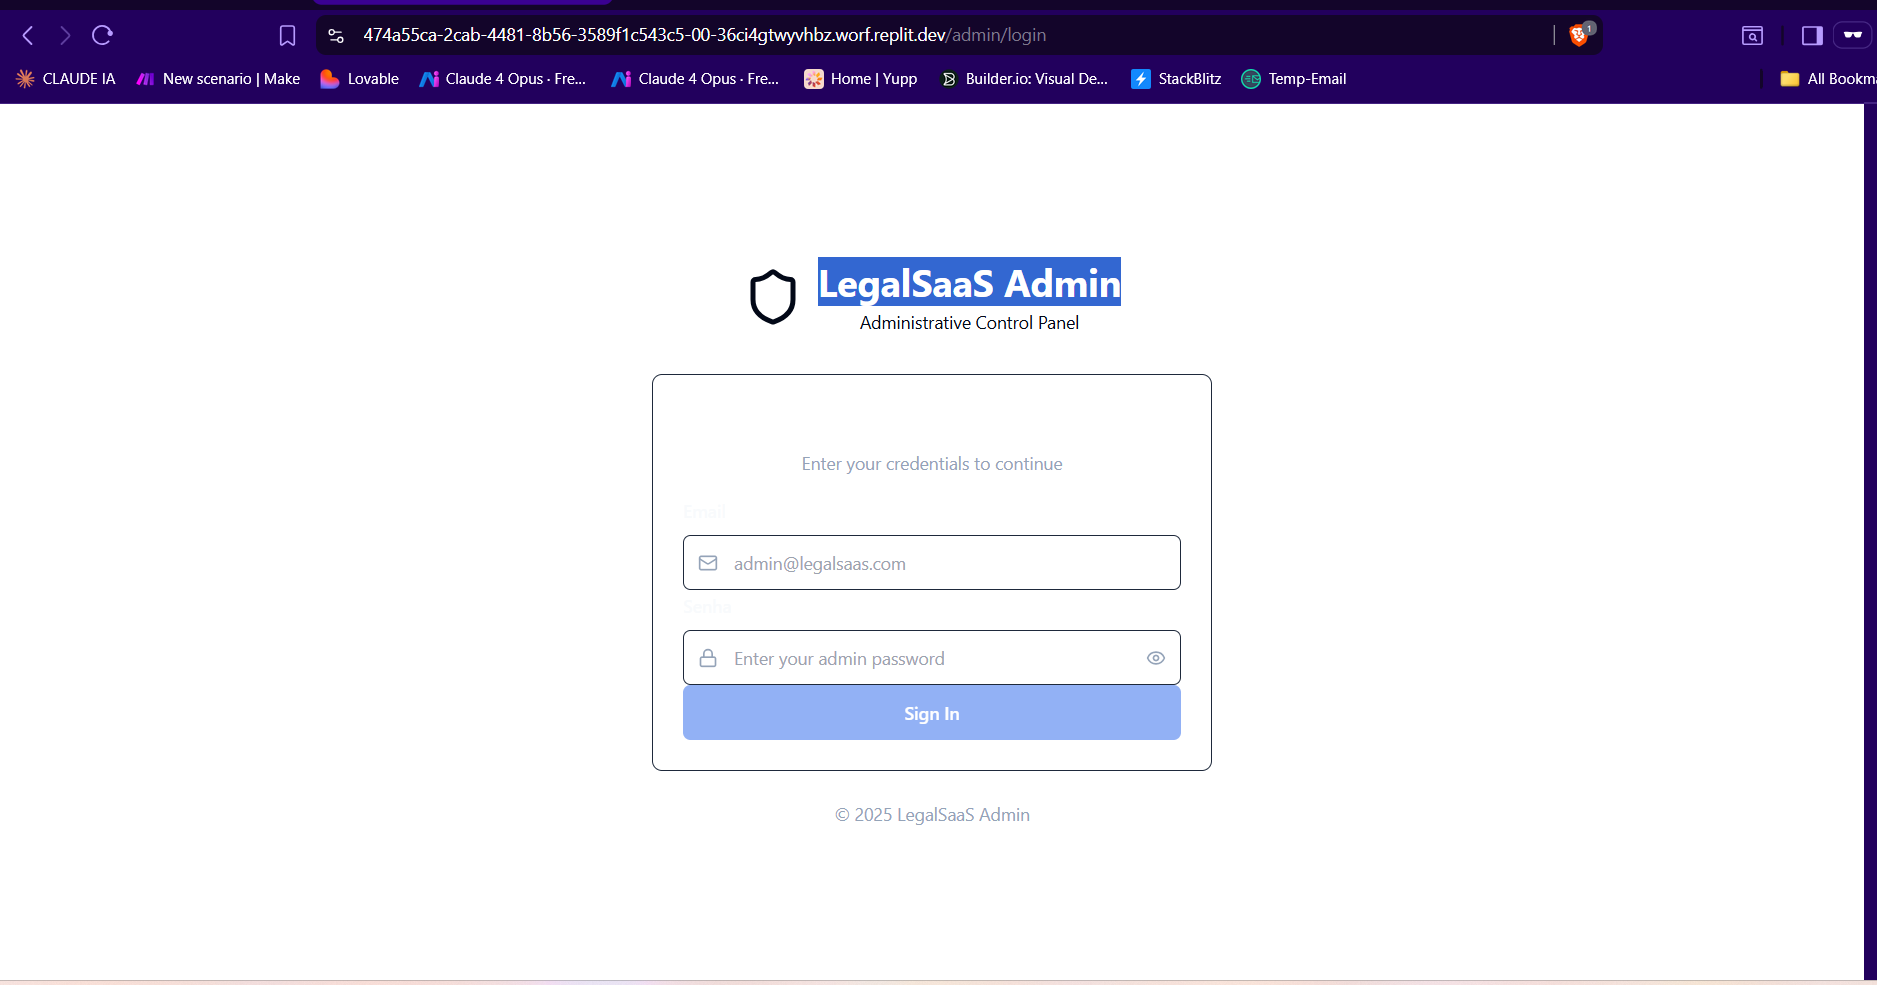 474a55ca-2cab-4481-8b56-3589f1c543c5-00-36ci4gtwyvhbz.worf.replit.dev/admin/login
1
CLAUDE IA New scenario | Make Lovable Claude 4 Opus · Fre... Claude 4 Opus · Fre... Home | Yupp Builder.io: Visual De... StackBlitz Temp-Email All Bookma
LegalSaaS Admin
Administrative Control Panel
Enter your credentials to continue
Email
admin@legalsaas.com
Senha
Enter your admin password
Sign In
© 2025 LegalSaaS Admin